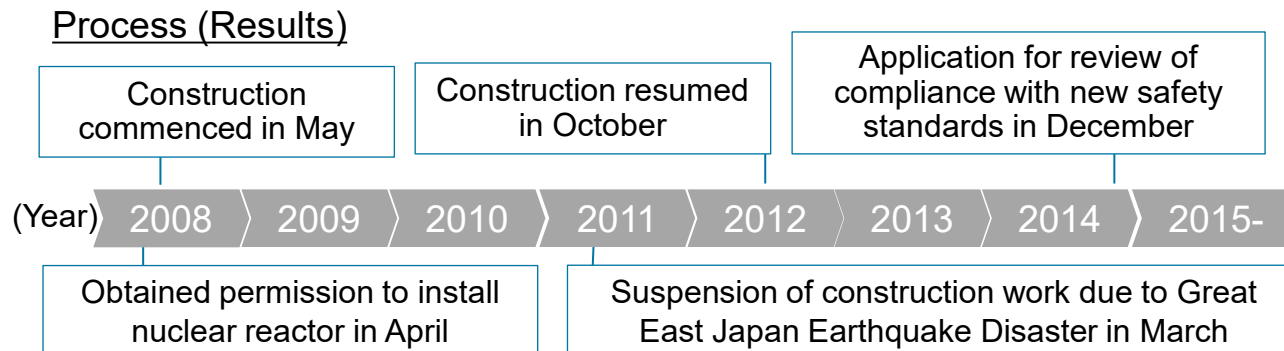 Process (Results)
Construction
commenced in May
Construction resumed
in October
Application for review of
compliance with new safety
standards in December
(Year) 2008 2009 2010 2011 2012 2013 2014 2015-
Obtained permission to install
nuclear reactor in April
Suspension of construction work due to Great
East Japan Earthquake Disaster in March